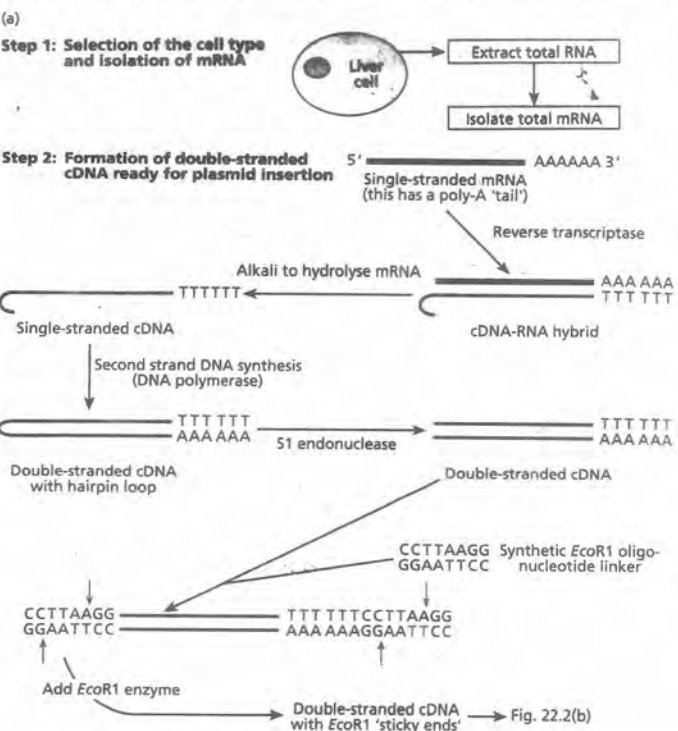 (a)
Step 1: Selection of the cell type
and isolation of mRNA
Liver
cell
Extract total RNA
Isolate total mRNA
Step 2: Formation of double-stranded
cDNA ready for plasmid insertion
5' AAAAAA 3'
Single-stranded mRNA
(this has a poly-A 'tail')
Reverse transcriptase
Alkali to hydrolyse mRNA
AAA AAA
TTTTTT
TTT TTT
Single-stranded cDNA
cDNA-RNA hybrid
Second strand DNA synthesis
(DNA polymerase)
TTT TTT
AAA AAA
S1 endonuclease
TTT TTT
AAA AAA
Double-stranded cDNA
with hairpin loop
Double-stranded cDNA
CCTTAAGG Synthetic EcoR1 oligo-
GGAATTCC nucleotide linker
CCTTAAGG TTT TTTCCTTAAGG
GGAATTCC AAA AAAGGAATTCC
Add EcoR1 enzyme
Double-stranded cDNA
with EcoR1 'sticky ends'
Fig. 22.2(b)